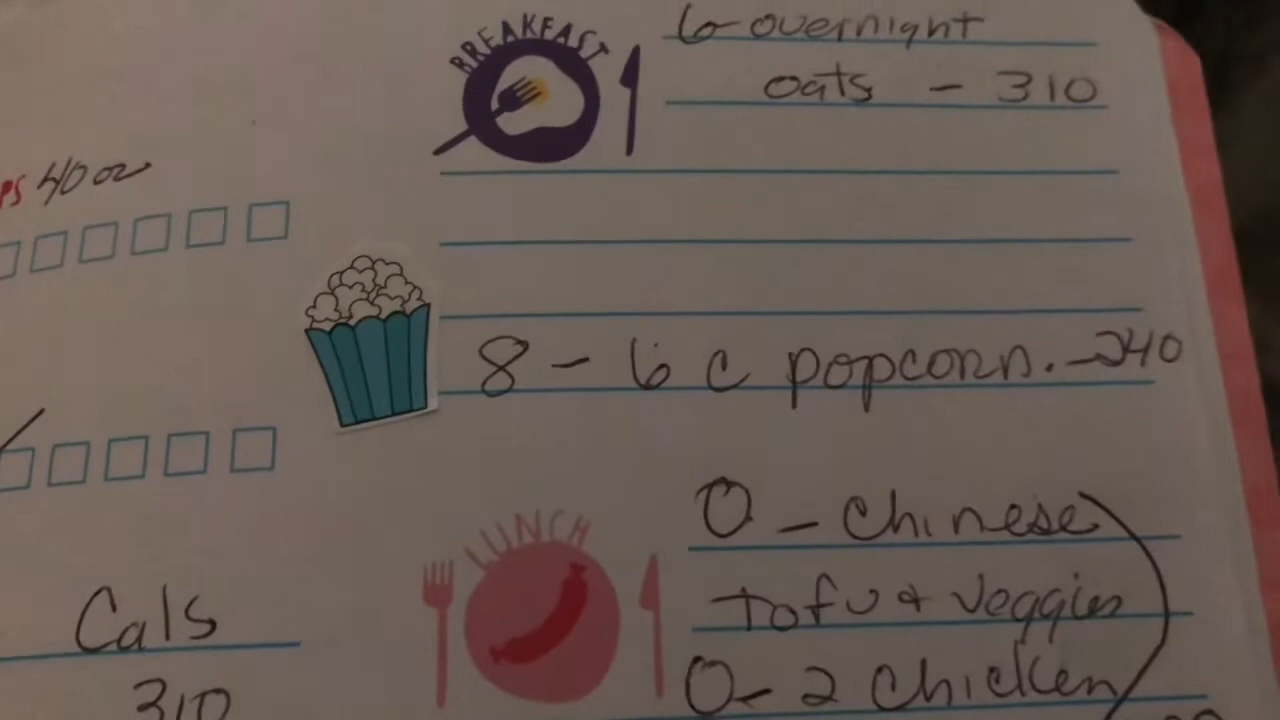 BREAKFAST
6- overnight
oats - 310
PS 40 oz
8 - 6 c popcorn. - 240
LUNCH
0 - Chinese
Tofu + Veggies
0 - 2 Chicken
Cals
310